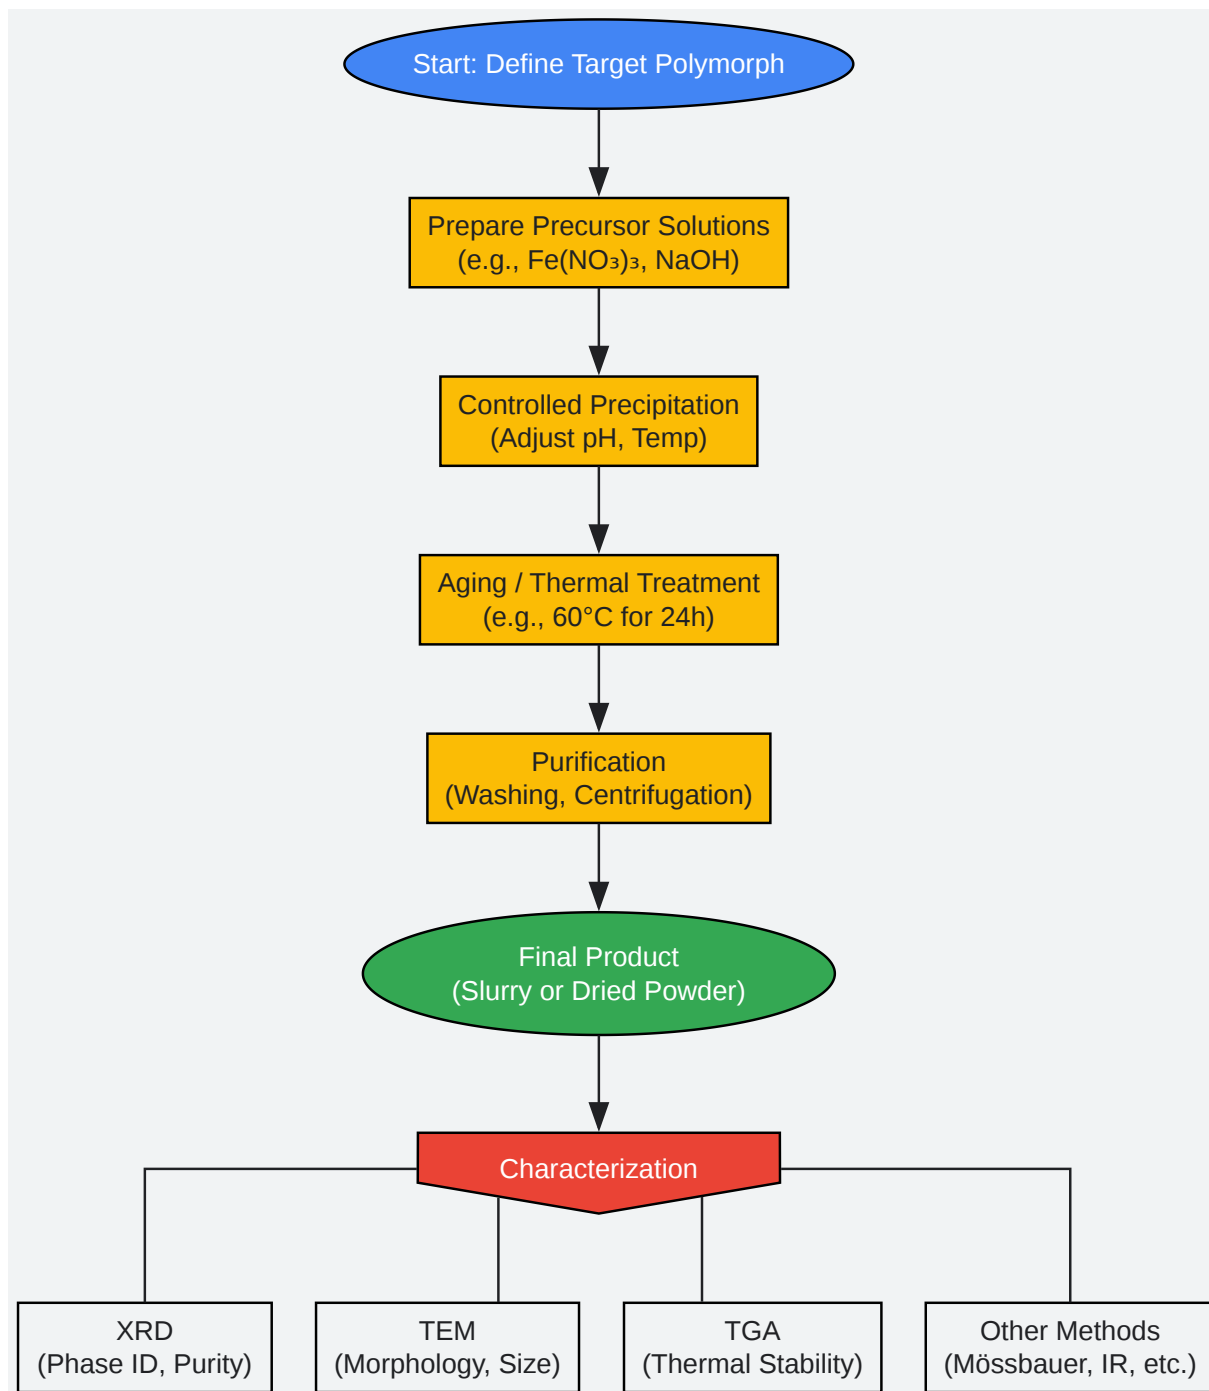 Start: Define Target Polymorph
Prepare Precursor Solutions
(e.g., Fe(NO₃)₃, NaOH)
Controlled Precipitation
(Adjust pH, Temp)
Aging / Thermal Treatment
(e.g., 60°C for 24h)
Purification
(Washing, Centrifugation)
Final Product
(Slurry or Dried Powder)
Characterization
XRD
(Phase ID, Purity)
TEM
(Morphology, Size)
TGA
(Thermal Stability)
Other Methods
(Mössbauer, IR, etc.)